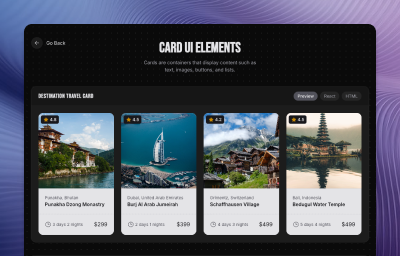 Go Back
CARD UI ELEMENTS
Cards are containers that display content such as
text, images, buttons, and lists.
DESTINATION TRAVEL CARD
Preview
React
HTML
4.8
4.9
4.2
4.5
Punakha, Bhutan
Punakha Dzong Monastry
3 days 2 nights
$299
Dubai, United Arab Emirates
Burj Al Arab Jumeirah
2 days 1 nights
$399
Grimentz, Switzerland
Schaffhausen Village
4 days 3 nights
$499
Bali, Indonesia
Bedugul Water Temple
5 days 4 nights
$499